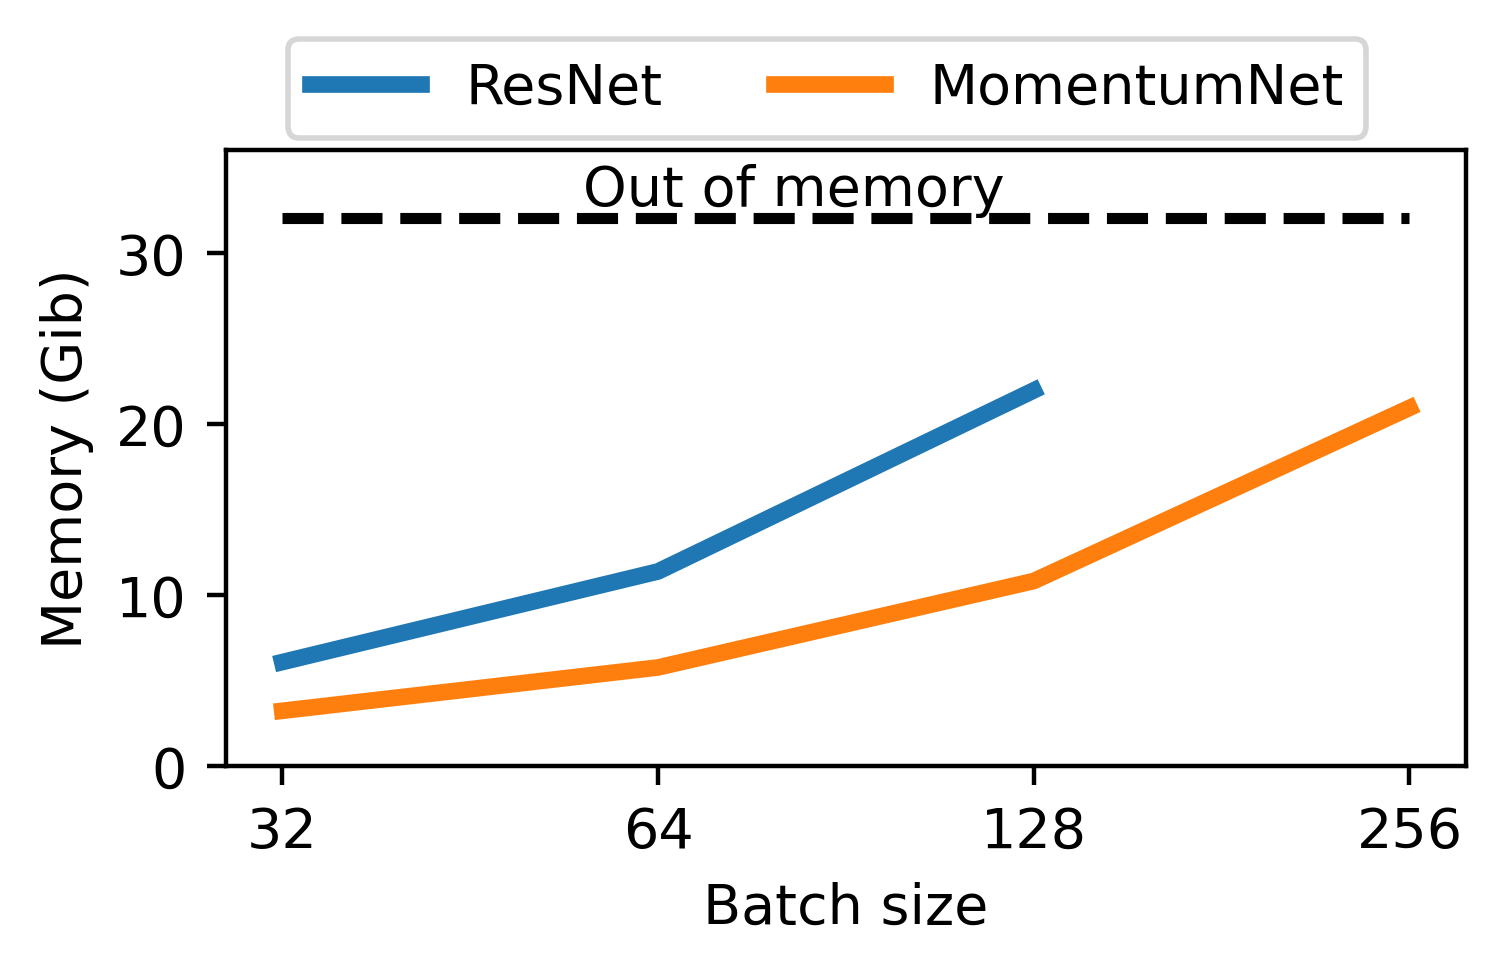 ResNet MomentumNet
Out of memory
30
20
10
0
Memory (Gib)
32 64 128 256
Batch size